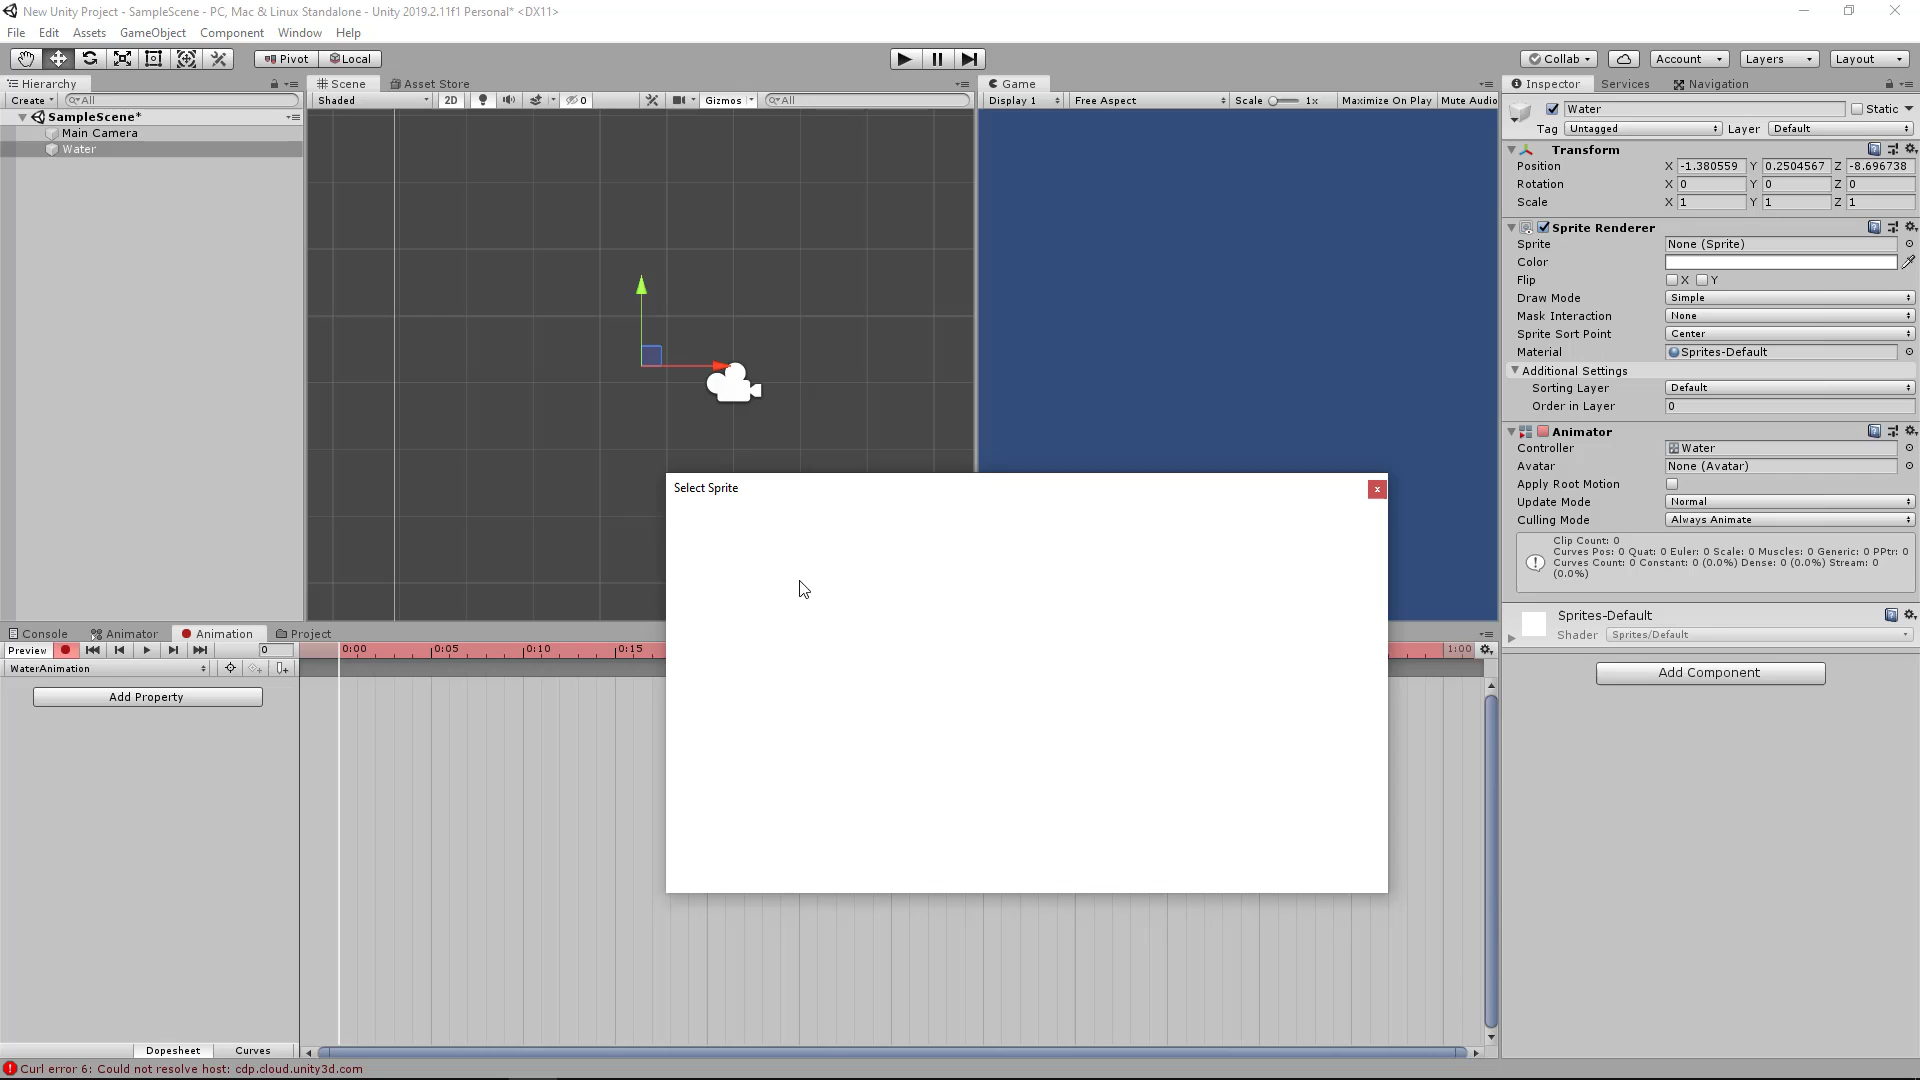 New Unity Project - SampleScene - PC, Mac & Linux Standalone - Unity 2019.2.11f1 Personal* <DX11>
File Edit Assets GameObject Component Window Help
Pivot Local Collab Account Layers Layout
Hierarchy Scene Asset Store Game Inspector Services Navigation
Create All Shaded 2D 0 Gizmos All Display 1 Free Aspect Scale 1x Maximize On Play Mute Audio
SampleScene*
Main Camera
Water
Water Static
Tag Untagged Layer Default
Transform
Position X -1.380559 Y 0.2504567 Z -8.696738
Rotation X 0 Y 0 Z 0
Scale X 1 Y 1 Z 1
Sprite Renderer
Sprite None (Sprite)
Color
Flip X Y
Draw Mode Simple
Mask Interaction None
Sprite Sort Point Center
Material Sprites-Default
Additional Settings
Sorting Layer Default
Order in Layer 0
Animator
Controller Water
Avatar None (Avatar)
Apply Root Motion
Update Mode Normal
Culling Mode Always Animate
Clip Count: 0
Curves Pos: 0 Quat: 0 Euler: 0 Scale: 0 Muscles: 0 Generic: 0 PPtr: 0
Curves Count: 0 Constant: 0 (0.0%) Dense: 0 (0.0%) Stream: 0
(0.0%)
Sprites-Default
Shader Sprites/Default
Add Component
Select Sprite x
Console Animator Animation Project
Preview 0 0:00 0:05 0:10 0:15 1:00
WaterAnimation
Add Property
Dopesheet Curves
Curl error 6: Could not resolve host: cdp.cloud.unity3d.com